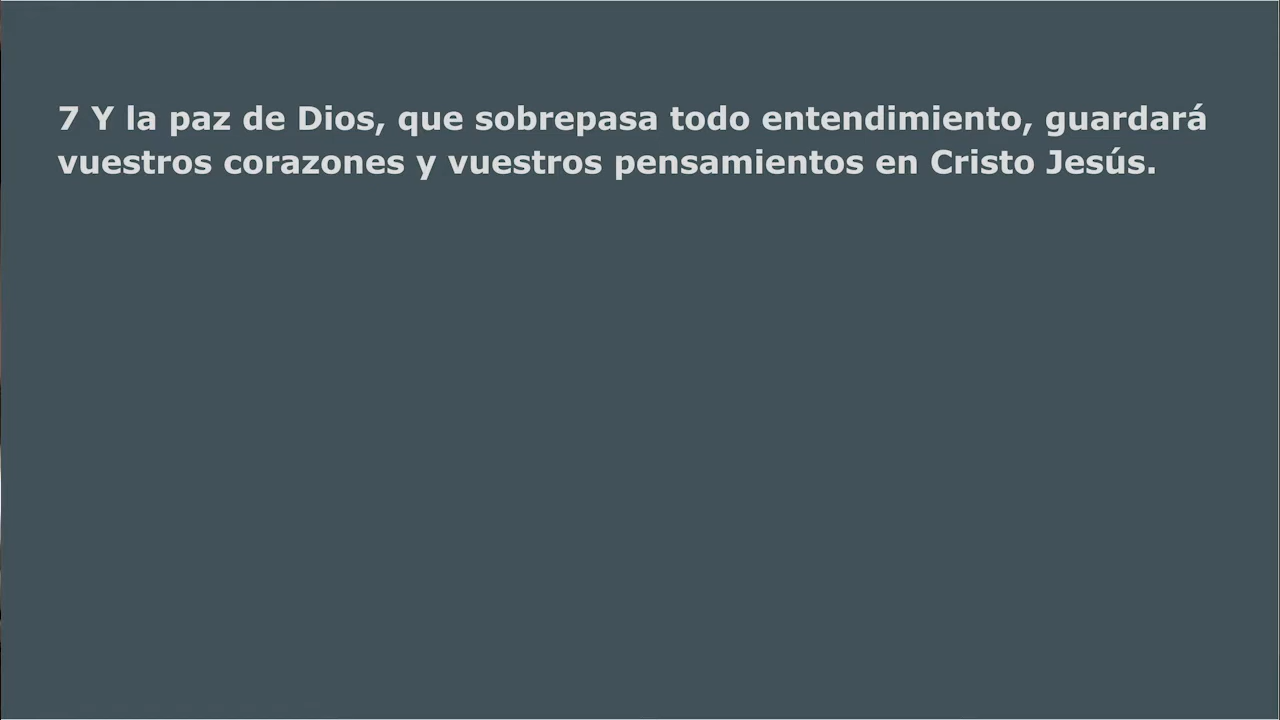 7 Y la paz de Dios, que sobrepasa todo entendimiento, guardará
vuestros corazones y vuestros pensamientos en Cristo Jesús.